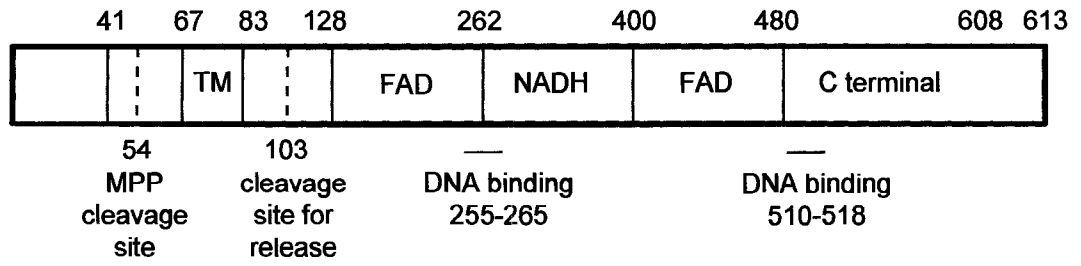 41 67 83 128 262 400 480 608 613
TM FAD NADH FAD C terminal
54 103
MPP cleavage DNA binding DNA binding
cleavage site for 255-265 510-518
site release